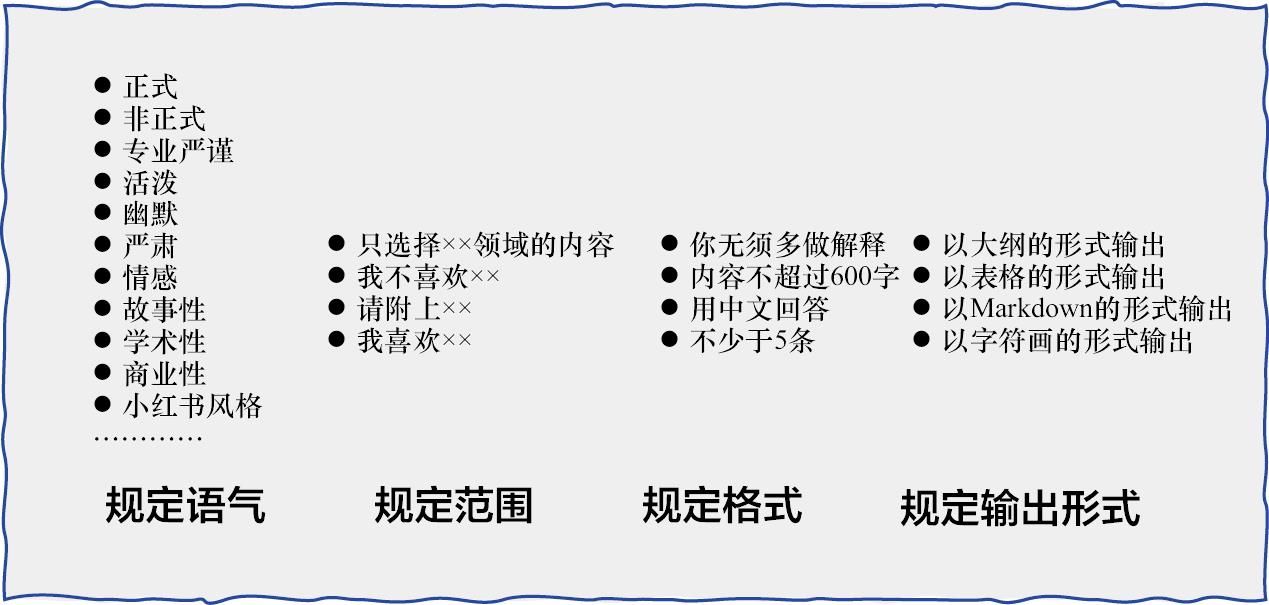 ● 正式
● 非正式
● 专业严谨
● 活泼
● 幽默
● 严肃
● 情感
● 故事性
● 学术性
● 商业性
● 小红书风格
…………
规定语气
● 只选择××领域的内容
● 我不喜欢××
● 请附上××
● 我喜欢××
规定范围
● 你无须多做解释
● 内容不超过600字
● 用中文回答
● 不少于5条
规定格式
● 以大纲的形式输出
● 以表格的形式输出
● 以Markdown的形式输出
● 以字符画的形式输出
规定输出形式